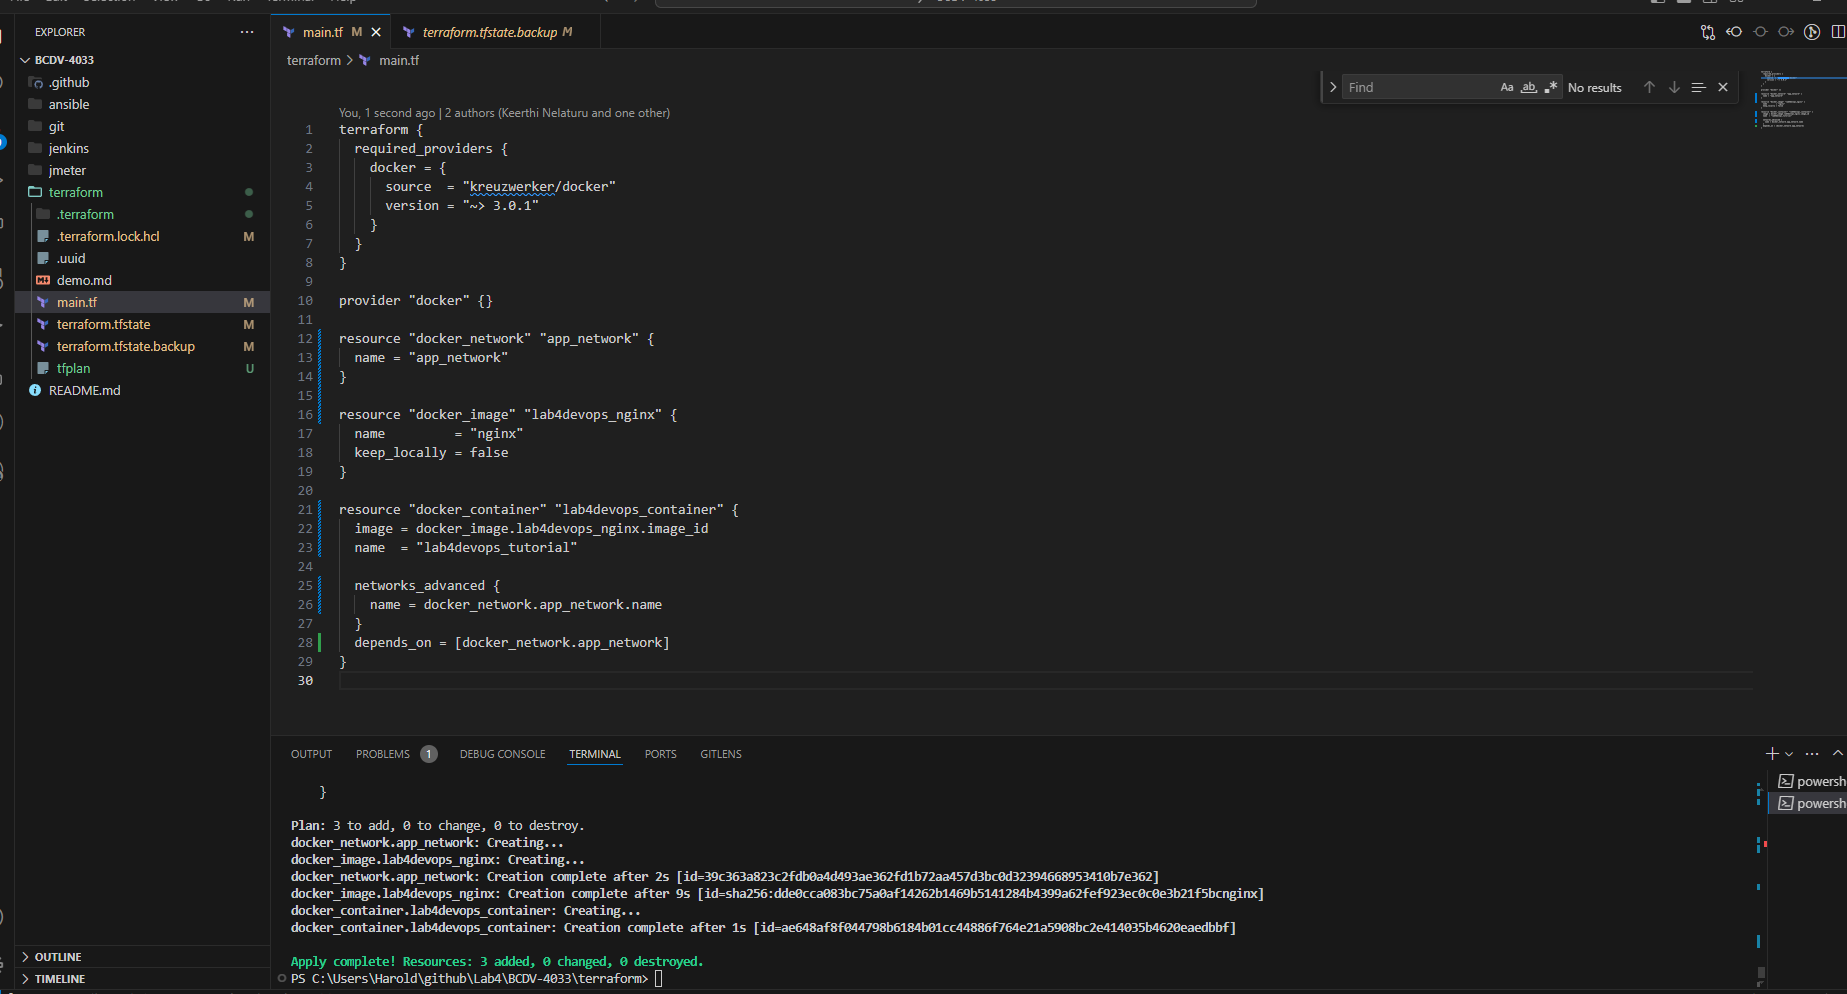 EXPLORER
BCDV-4033
.github
ansible
git
jenkins
jmeter
terraform
.terraform
.terraform.lock.hcl M
.uuid
demo.md
main.tf M
terraform.tfstate M
terraform.tfstate.backup M
tfplan U
README.md
OUTLINE
TIMELINE
main.tf M
terraform.tfstate.backup M
terraform > main.tf
Find Aa ab No results
You, 1 second ago | 2 authors (Keerthi Nelaturu and one other)
1 terraform {
2 required_providers {
3 docker = {
4 source = "kreuzwerker/docker"
5 version = "~> 3.0.1"
6 }
7 }
8 }
9
10 provider "docker" {}
11
12 resource "docker_network" "app_network" {
13 name = "app_network"
14 }
15
16 resource "docker_image" "lab4devops_nginx" {
17 name = "nginx"
18 keep_locally = false
19 }
20
21 resource "docker_container" "lab4devops_container" {
22 image = docker_image.lab4devops_nginx.image_id
23 name = "lab4devops_tutorial"
24
25 networks_advanced {
26 name = docker_network.app_network.name
27 }
28 depends_on = [docker_network.app_network]
29 }
30
OUTPUT PROBLEMS 1 DEBUG CONSOLE TERMINAL PORTS GITLENS
}
Plan: 3 to add, 0 to change, 0 to destroy.
docker_network.app_network: Creating...
docker_image.lab4devops_nginx: Creating...
docker_network.app_network: Creation complete after 2s [id=39c363a823c2fdb0a4d493ae362fd1b72aa457d3bc0d32394668953410b7e362]
docker_image.lab4devops_nginx: Creation complete after 9s [id=sha256:dde0cca083bc75a0af14262b1469b5141284b4399a62fef923ec0c0e3b21f5bcnginx]
docker_container.lab4devops_container: Creating...
docker_container.lab4devops_container: Creation complete after 1s [id=ae648af8f044798b6184b01cc44886f764e21a5908bc2e414035b4620eaedbbf]
Apply complete! Resources: 3 added, 0 changed, 0 destroyed.
PS C:\Users\Harold\github\Lab4\BCDV-4033\terraform>
powersh
powersh